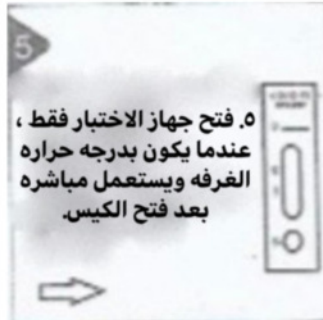 5
٥. فتح جهاز الاختبار فقط ،
عندما يكون بدرجه حراره
الغرفه ويستعمل مباشره
بعد فتح الكيس.